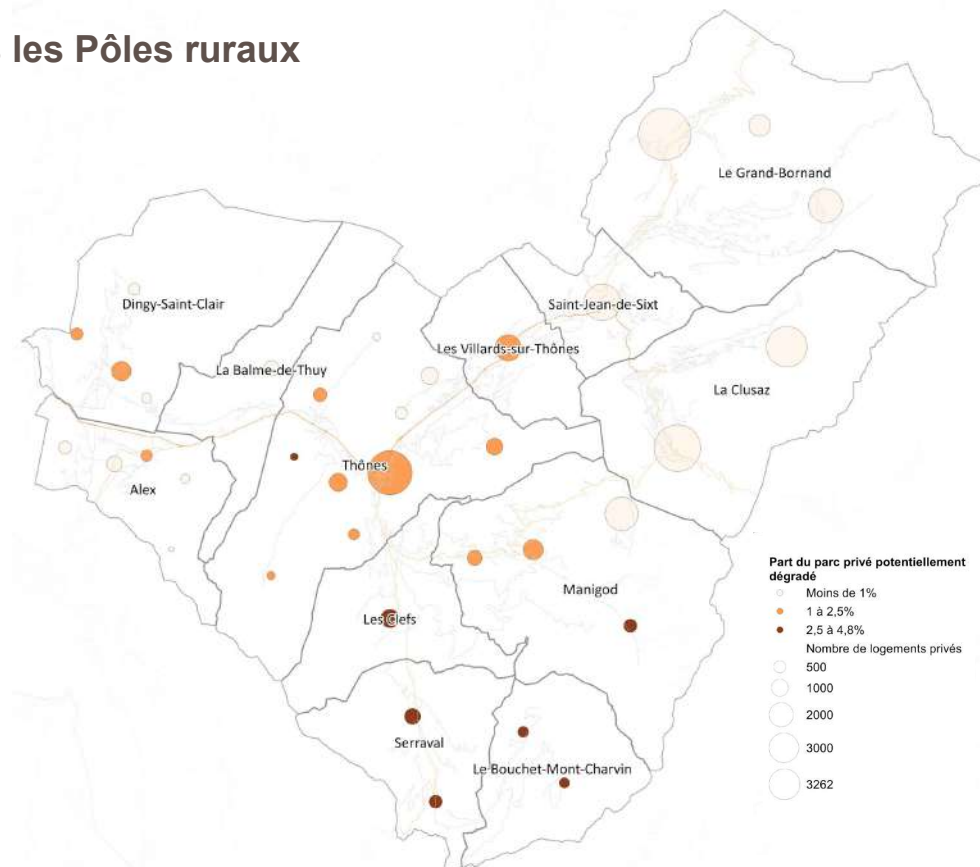 les Pôles ruraux
Le Grand-Bornand
Dingy-Saint-Clair
Saint-Jean-de-Sixt
Les Villards-sur-Thônes
La Balme-de-Thuy
La Clusaz
Thônes
Alex
Manigod
Les Clefs
Serraval
Le Bouchet-Mont-Charvin
Part du parc privé potentiellement
dégradé
Moins de 1%
1 à 2,5%
2,5 à 4,8%
Nombre de logements privés
500
1000
2000
3000
3262